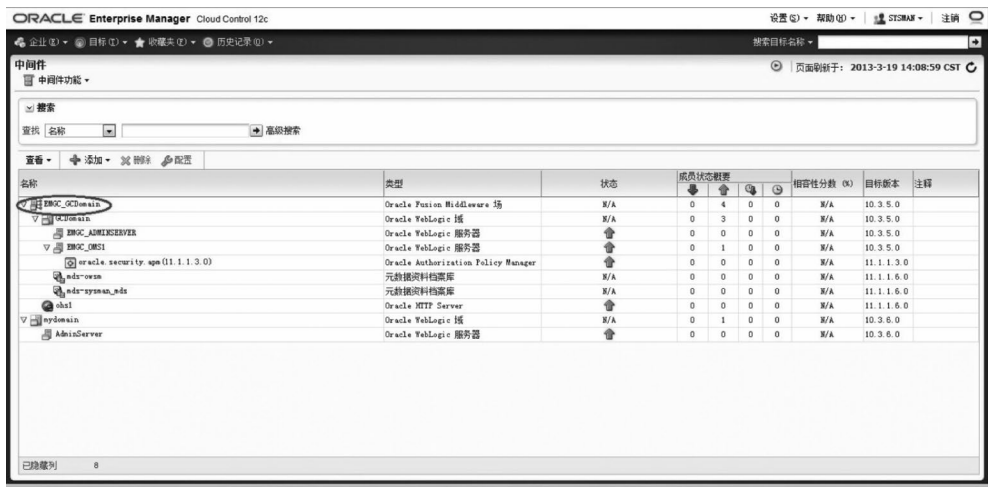 ORACLE Enterprise Manager Cloud Control 12c 设置(S) 帮助(H) SYSMAN 注销
企业(E) 目标(T) 收藏夹(F) 历史记录(O) 搜索目标名称
中间件 页面刷新于: 2013-3-19 14:08:59 CST
中间件功能
搜索
查找 名称 高级搜索
查看 添加 删除 配置
名称 类型 状态 成员状态概要 相容性分数 (%) 目标版本 注释
EMGC_GCDomain Oracle Fusion Middleware 场 N/A 0 4 0 0 N/A 10.3.5.0
GCDomain Oracle WebLogic 域 N/A 0 3 0 0 N/A 10.3.5.0
EMGC_ADMINSERVER Oracle WebLogic 服务器 0 0 0 0 N/A 10.3.5.0
EMGC_OMS1 Oracle WebLogic 服务器 0 1 0 0 N/A 10.3.5.0
oracle.security.apm(11.1.1.3.0) Oracle Authorization Policy Manager 0 0 0 0 N/A 11.1.1.3.0
mds-owsm 元数据资料档案库 N/A 0 0 0 0 N/A 11.1.1.6.0
mds-sysman_mds 元数据资料档案库 N/A 0 0 0 0 N/A 11.1.1.6.0
ohs1 Oracle HTTP Server 0 0 0 0 N/A 11.1.1.6.0
mydomain Oracle WebLogic 域 N/A 0 1 0 0 N/A 10.3.6.0
AdminServer Oracle WebLogic 服务器 0 0 0 0 N/A 10.3.6.0
已隐藏列 8